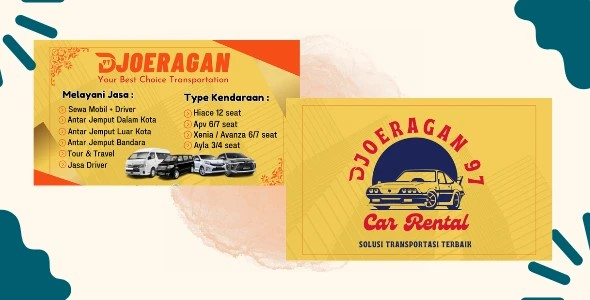 DJOERAGAN
97
Your Best Choice Transportation
Melayani Jasa :
Sewa Mobil + Driver
Antar Jemput Dalam Kota
Antar Jemput Luar Kota
Antar Jemput Bandara
Tour & Travel
Jasa Driver
Type Kendaraan :
Hiace 12 seat
Apv 6/7 seat
Xenia / Avanza 6/7 seat
Ayla 3/4 seat
DJOERAGAN 97
Car Rental
SOLUSI TRANSPORTASI TERBAIK